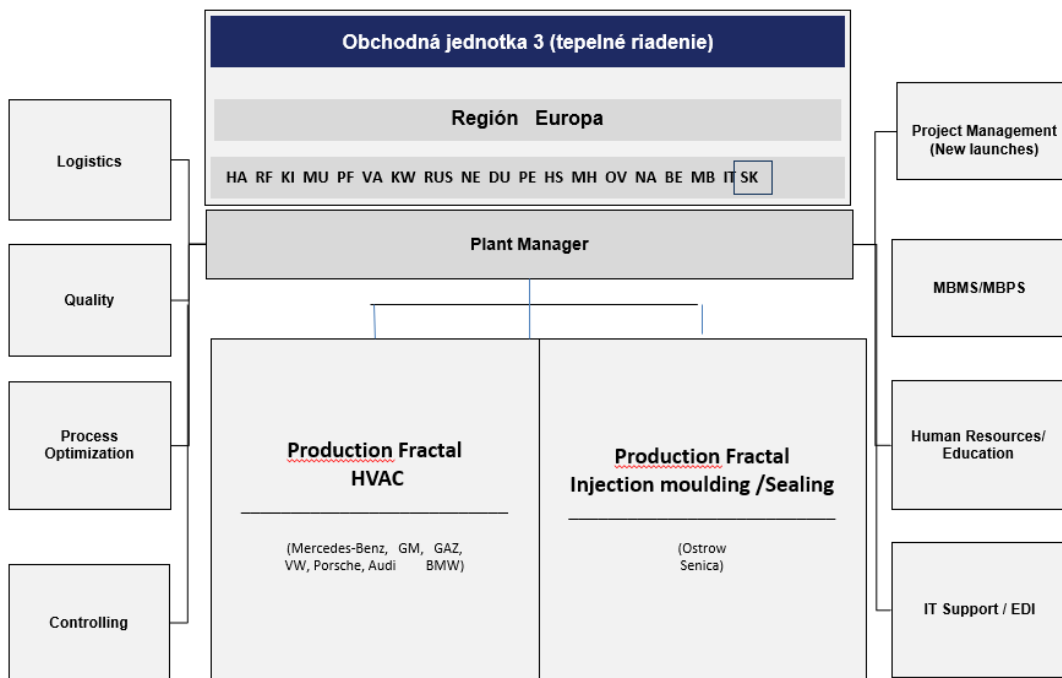 Obchodná jednotka 3 (tepelné riadenie)
Región Europa
HA RF KI MU PF VA KW RUS NE DU PE HS MH OV NA BE MB IT SK
Plant Manager
Logistics
Quality
Process
Optimization
Controlling
Production Fractal
HVAC
(Mercedes-Benz, GM, GAZ,
VW, Porsche, Audi BMW)
Production Fractal
Injection moulding /Sealing
(Ostrow
Senica)
Project Management
(New launches)
MBMS/MBPS
Human Resources/
Education
IT Support / EDI